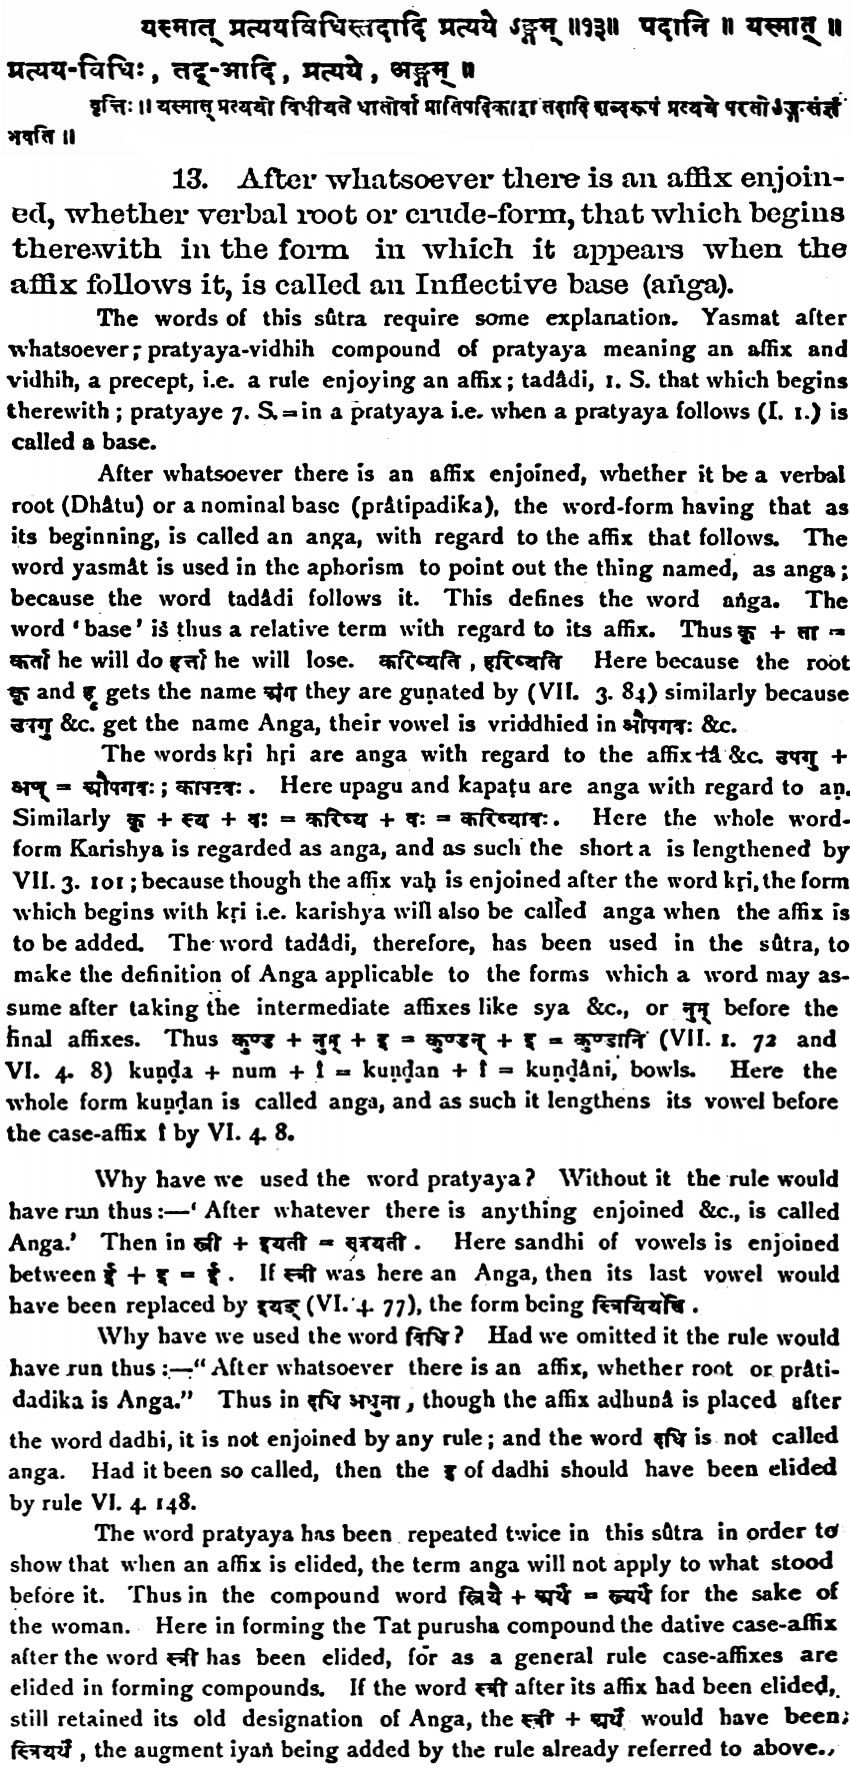 यस्मात् प्रत्ययविधिस्तदादि प्रत्यये ऽङ्गम् ॥१३॥ पदानि ॥ यस्मात् ॥
प्रत्यय-विधिः, तद्-आदि, प्रत्यये, अङ्गम् ॥
वृत्तिः॥ यस्मात् प्रत्ययो विधीयते धातोर्वा प्रातिपदिकाद्वा तदादि शब्दरूपं प्रत्यये परतोऽङ्ग-संज्ञं
भवति ॥
13. After whatsoever there is an affix enjoin-
ed, whether verbal root or crude-form, that which begins
therewith in the form in which it appears when the
affix follows it, is called an Inflective base (aṅga).
The words of this sûtra require some explanation. Yasmat after
whatsoever; pratyaya-vidhih compound of pratyaya meaning an affix and
vidhih, a precept, i.e. a rule enjoying an affix; tadâdi, 1. S. that which begins
therewith; pratyaye 7. S.=in a pratyaya i.e. when a pratyaya follows (I. 1.) is
called a base.
After whatsoever there is an affix enjoined, whether it be a verbal
root (Dhâtu) or a nominal base (prâtipadika), the word-form having that as
its beginning, is called an anga, with regard to the affix that follows. The
word yasmât is used in the aphorism to point out the thing named, as anga;
because the word tadâdi follows it. This defines the word aṅga. The
word 'base' is thus a relative term with regard to its affix. Thus कृ + ता =
कर्ता he will do हर्त्ता he will lose. करिष्यति, हरिष्यति Here because the root
कृ and हृ gets the name अंग they are guṇated by (VII. 3. 84) similarly because
उपगु &c. get the name Anga, their vowel is vriddhied in औपगवः &c.
The words kṛi hṛi are anga with regard to the affix tâ &c. उपगु +
अण् = औपगवः; कापटवः. Here upagu and kapaṭu are anga with regard to aṇ.
Similarly कृ + स्य + वः = करिष्य + वः = करिष्यावः. Here the whole word-
form Karishya is regarded as anga, and as such the short a is lengthened by
VII. 3. 101; because though the affix vaḥ is enjoined after the word kṛi, the form
which begins with kṛi i.e. karishya will also be called anga when the affix is
to be added. The word tadâdi, therefore, has been used in the sûtra, to
make the definition of Anga applicable to the forms which a word may as-
sume after taking the intermediate affixes like sya &c., or नुम् before the
final affixes. Thus कुण्ड + नुम् + इ = कुण्डन् + इ = कुण्डानि (VII. 1. 72 and
VI. 4. 8) kuṇḍa + num + î = kuṇḍan + î = kuṇḍâni, bowls. Here the
whole form kuṇḍan is called anga, and as such it lengthens its vowel before
the case-affix î by VI. 4. 8.
Why have we used the word pratyaya? Without it the rule would
have run thus:—'After whatever there is anything enjoined &c., is called
Anga.' Then in स्त्री + इयती = स्त्रयती. Here sandhi of vowels is enjoined
between ई + इ = ई. If स्त्री was here an Anga, then its last vowel would
have been replaced by इयङ् (VI. 4. 77), the form being
Why have we used the word विधि? Had we omitted it the rule would
have run thus:—"After whatsoever there is an affix, whether root or prâti-
dadika is Anga." Thus in दधि अधुना, though the affix adhunâ is placed after
the word dadhi, it is not enjoined by any rule; and the word दधि is not called
anga. Had it been so called, then the इ of dadhi should have been elided
by rule VI. 4. 148.
The word pratyaya has been repeated twice in this sûtra in order to
show that when an affix is elided, the term anga will not apply to what stood
before it. Thus in the compound word स्त्रियै + अर्थे = स्त्र्यर्थे for the sake of
the woman. Here in forming the Tat purusha compound the dative case-affix
after the word स्त्री has been elided, for as a general rule case-affixes are
elided in forming compounds. If the word स्त्री after its affix had been elided,
still retained its old designation of Anga, the स्त्री + अर्थे would have been;
स्त्रियर्थे, the augment iyaṅ being added by the rule already referred to above.,